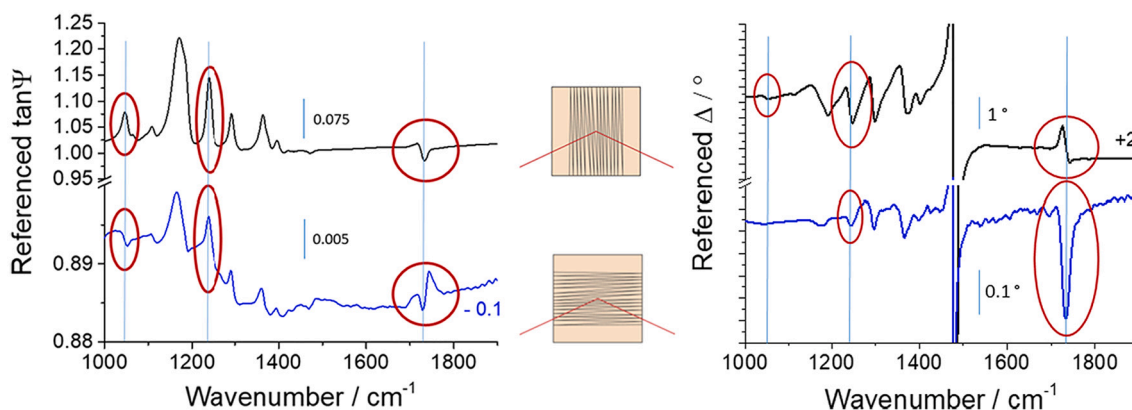 Referenced tanΨ
1.25
1.20
1.15
1.10
1.05
1.00
0.95
0.89
0.88
0.075
0.005
- 0.1
1000 1200 1400 1600 1800
Wavenumber / cm⁻¹
Referenced Δ / °
1°
+2
0.1°
1000 1200 1400 1600 1800
Wavenumber / cm⁻¹